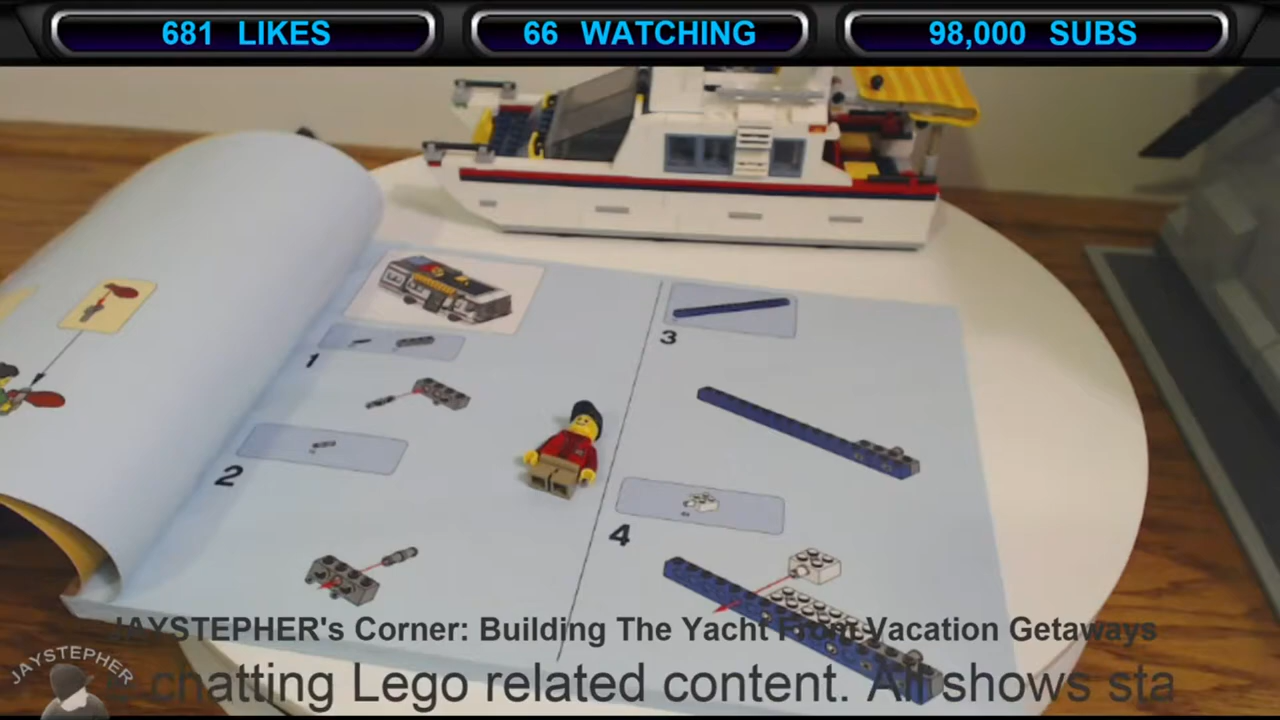 681 LIKES
66 WATCHING
98,000 SUBS
1
2
3
4
JAYSTEPHER's Corner: Building The Yacht From Vacation Getaways
chatting Lego related content. All shows sta
JAYSTEPHER